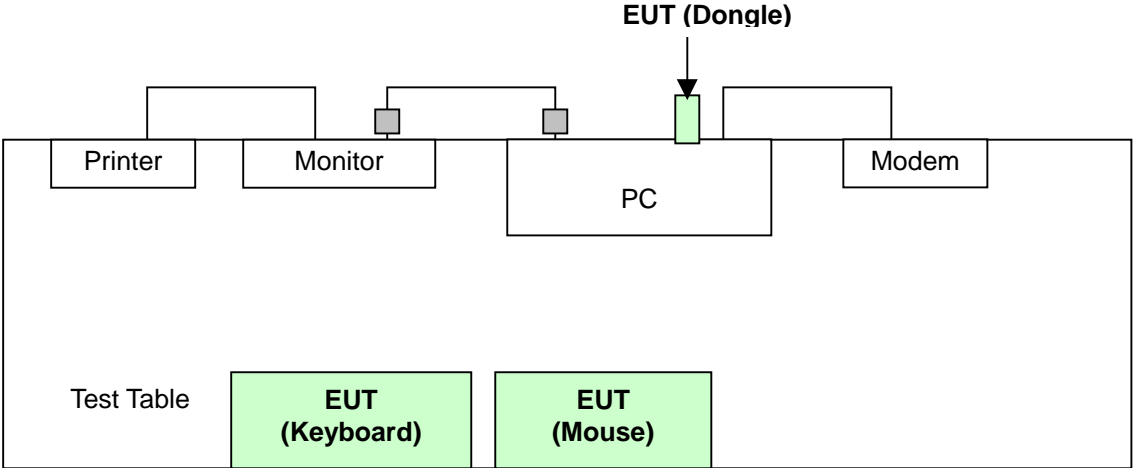 EUT (Dongle)
Printer
Monitor
PC
Modem
Test Table
EUT
(Keyboard)
EUT
(Mouse)